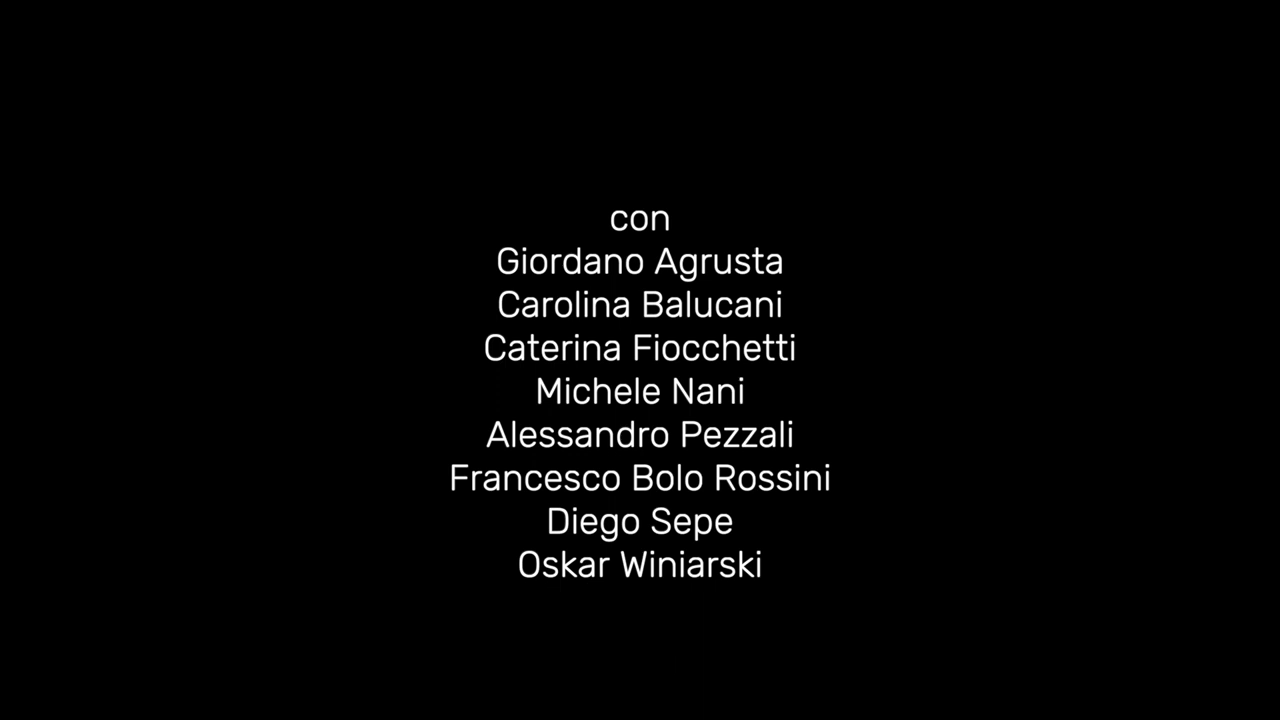 con
Giordano Agrusta
Carolina Balucani
Caterina Fiocchetti
Michele Nani
Alessandro Pezzali
Francesco Bolo Rossini
Diego Sepe
Oskar Winiarski